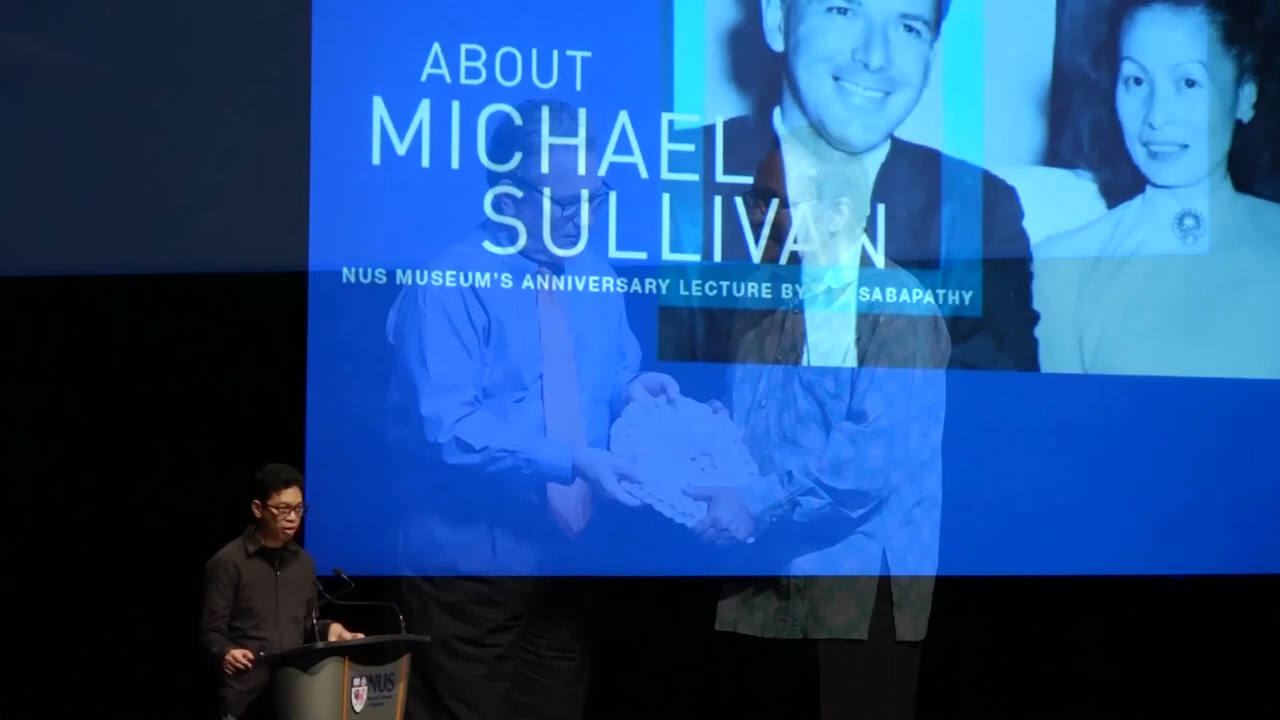 ABOUT
MICHAEL
SULLIVAN
NUS MUSEUM'S ANNIVERSARY LECTURE BY SABAPATHY
NUS